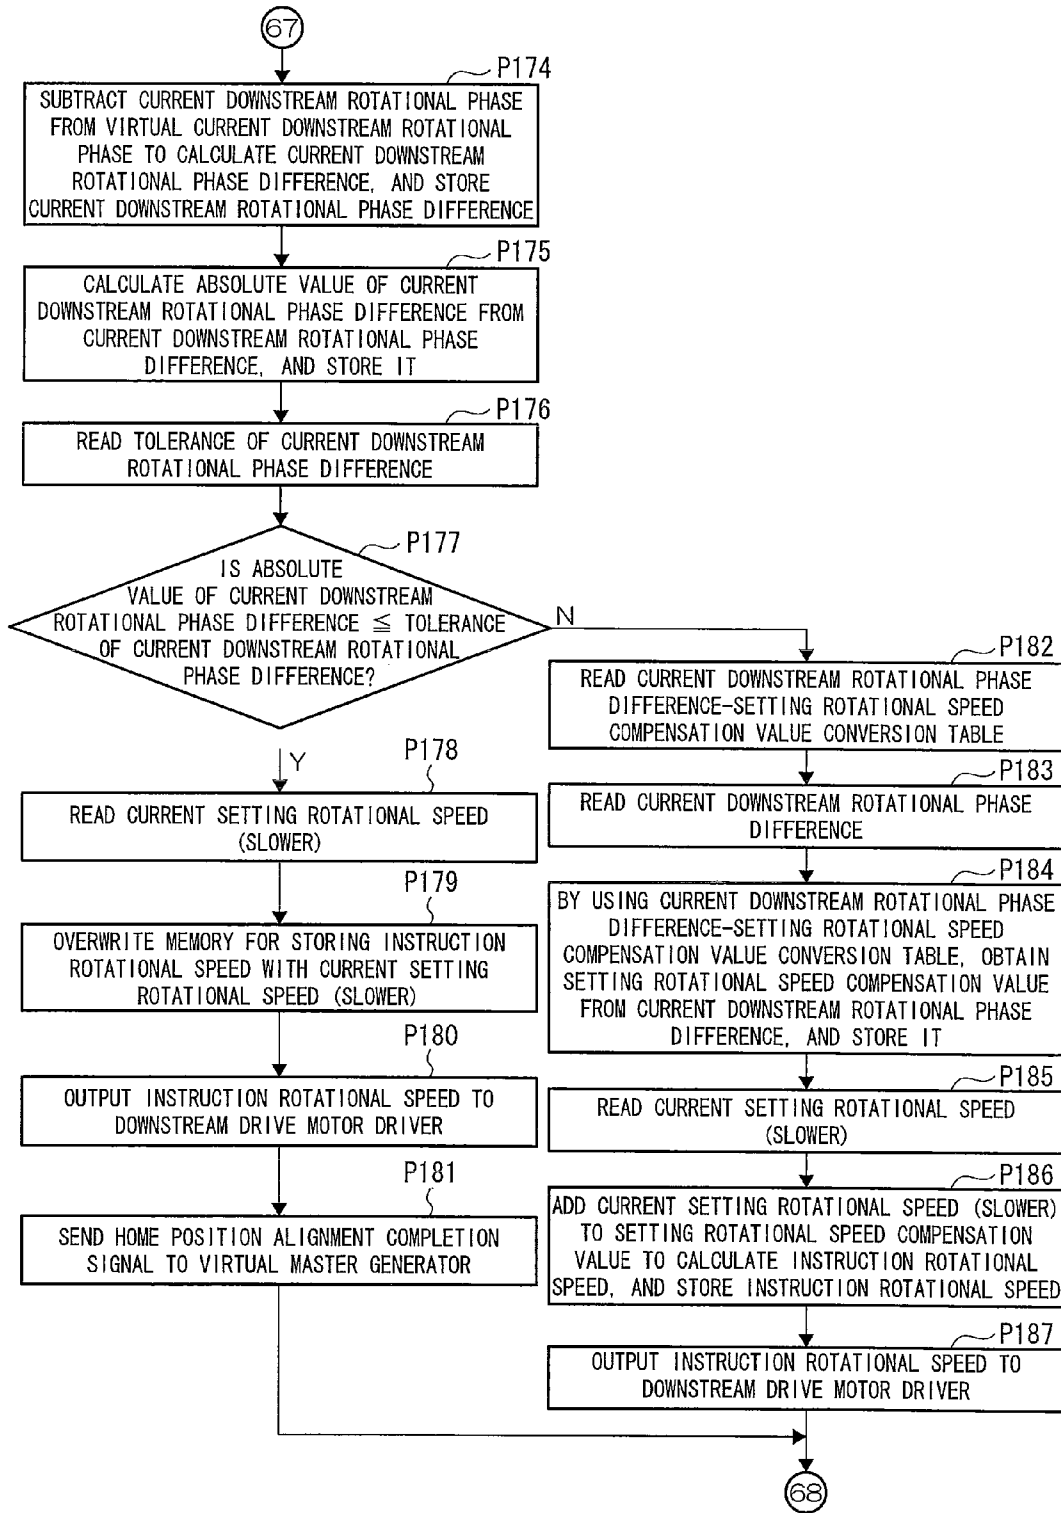 67
P174
SUBTRACT CURRENT DOWNSTREAM ROTATIONAL PHASE
FROM VIRTUAL CURRENT DOWNSTREAM ROTATIONAL
PHASE TO CALCULATE CURRENT DOWNSTREAM
ROTATIONAL PHASE DIFFERENCE, AND STORE
CURRENT DOWNSTREAM ROTATIONAL PHASE DIFFERENCE
P175
CALCULATE ABSOLUTE VALUE OF CURRENT
DOWNSTREAM ROTATIONAL PHASE DIFFERENCE FROM
CURRENT DOWNSTREAM ROTATIONAL PHASE
DIFFERENCE, AND STORE IT
P176
READ TOLERANCE OF CURRENT DOWNSTREAM
ROTATIONAL PHASE DIFFERENCE
P177
IS ABSOLUTE
VALUE OF CURRENT DOWNSTREAM
ROTATIONAL PHASE DIFFERENCE ≦ TOLERANCE
OF CURRENT DOWNSTREAM ROTATIONAL
PHASE DIFFERENCE?
N
Y
P178
READ CURRENT SETTING ROTATIONAL SPEED
(SLOWER)
P179
OVERWRITE MEMORY FOR STORING INSTRUCTION
ROTATIONAL SPEED WITH CURRENT SETTING
ROTATIONAL SPEED (SLOWER)
P180
OUTPUT INSTRUCTION ROTATIONAL SPEED TO
DOWNSTREAM DRIVE MOTOR DRIVER
P181
SEND HOME POSITION ALIGNMENT COMPLETION
SIGNAL TO VIRTUAL MASTER GENERATOR
P182
READ CURRENT DOWNSTREAM ROTATIONAL PHASE
DIFFERENCE-SETTING ROTATIONAL SPEED
COMPENSATION VALUE CONVERSION TABLE
P183
READ CURRENT DOWNSTREAM ROTATIONAL PHASE
DIFFERENCE
P184
BY USING CURRENT DOWNSTREAM ROTATIONAL PHASE
DIFFERENCE-SETTING ROTATIONAL SPEED
COMPENSATION VALUE CONVERSION TABLE, OBTAIN
SETTING ROTATIONAL SPEED COMPENSATION VALUE
FROM CURRENT DOWNSTREAM ROTATIONAL PHASE
DIFFERENCE, AND STORE IT
P185
READ CURRENT SETTING ROTATIONAL SPEED
(SLOWER)
P186
ADD CURRENT SETTING ROTATIONAL SPEED (SLOWER)
TO SETTING ROTATIONAL SPEED COMPENSATION
VALUE TO CALCULATE INSTRUCTION ROTATIONAL
SPEED, AND STORE INSTRUCTION ROTATIONAL SPEED
P187
OUTPUT INSTRUCTION ROTATIONAL SPEED TO
DOWNSTREAM DRIVE MOTOR DRIVER
68